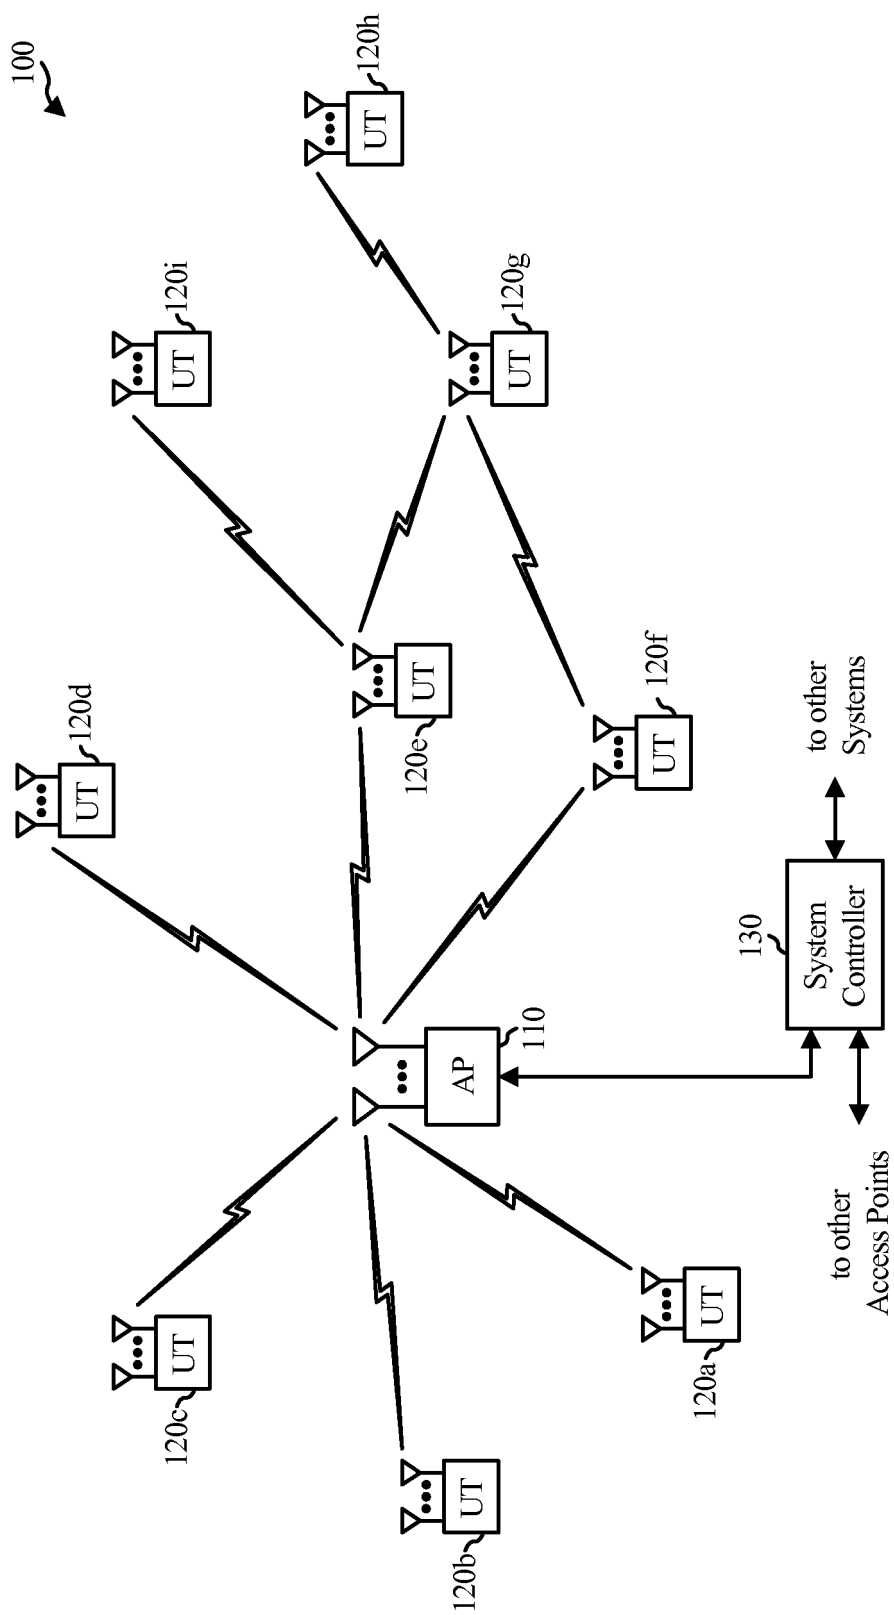 100
UT
120h
UT
120i
UT
120d
UT
120g
UT
120e
UT
120c
AP
110
UT
120f
UT
120b
UT
120a
130
System
Controller
to other
Systems
to other
Access Points